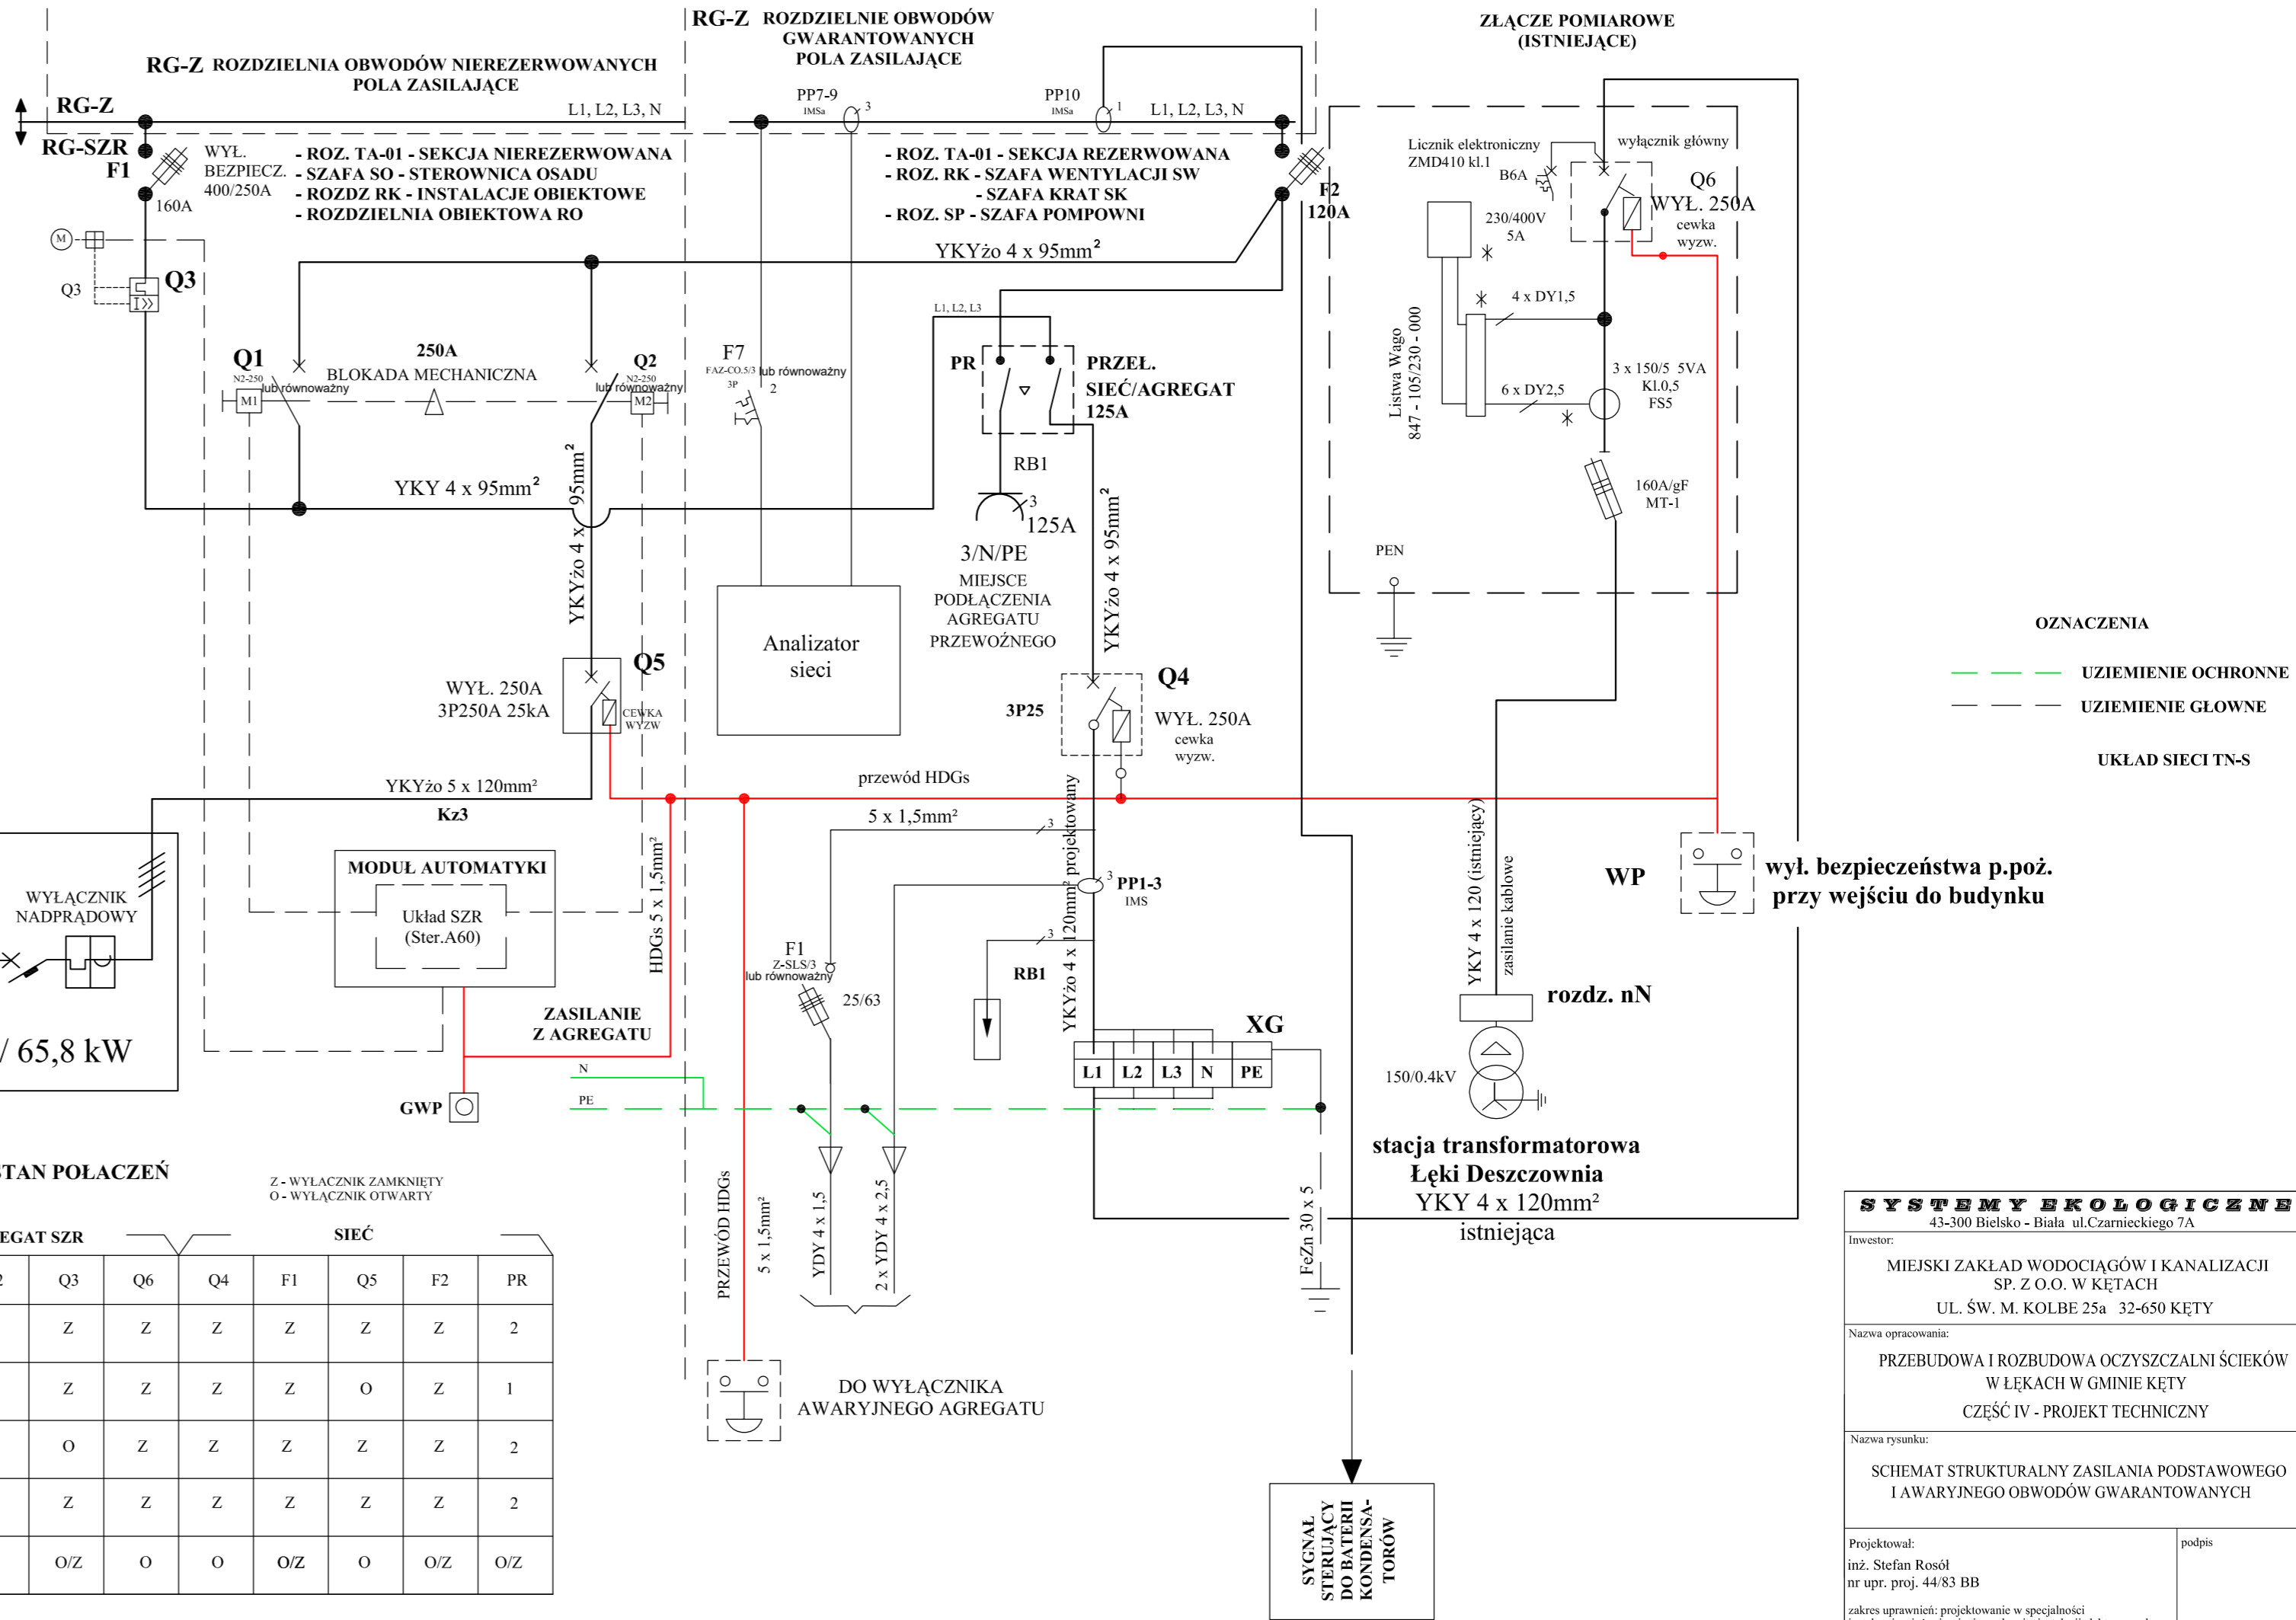 RG-Z ROZDZIELNIA OBWODÓW NIEREZERWOWANYCH
POLA ZASILAJĄCE
RG-Z ROZDZIELNIE OBWODÓW
GWARANTOWANYCH
POLA ZASILAJĄCE
ZŁĄCZE POMIAROWE
(ISTNIEJĄCE)
RG-Z
L1, L2, L3, N
PP7-9
IMSa
3
PP10
IMSa
1
L1, L2, L3, N
RG-SZR
F1
WYŁ.
BEZPIECZ.
400/250A
160A
- ROZ. TA-01 - SEKCJA NIEREZERWOWANA
- SZAFA SO - STEROWNICA OSADU
- ROZDZ RK - INSTALACJE OBIEKTOWE
- ROZDZIELNIA OBIEKTOWA RO
- ROZ. TA-01 - SEKCJA REZERWOWANA
- ROZ. RK - SZAFA WENTYLACJI SW
- SZAFA KRAT SK
- ROZ. SP - SZAFA POMPOWNI
F2
120A
Licznik elektroniczny
ZMD410 kl.1
wyłącznik główny
B6A
Q6
WYŁ. 250A
cewka
wyzw.
230/400V
5A
M
Q3
Q3
I>>
YKYżo 4 x 95mm²
L1, L2, L3
4 x DY1,5
Listwa Wago
847 - 105/230 - 000
3 x 150/5 5VA
Kl.0,5
FS5
6 x DY2,5
160A/gF
MT-1
PEN
Q1
N2-250
lub równoważny
M1
250A
BLOKADA MECHANICZNA
Q2
N2-250
lub równoważny
M2
F7
FAZ-CO.5/3 lub równoważny
3P
2
PR
PRZEŁ.
SIEĆ/AGREGAT
125A
RB1
3
125A
3/N/PE
MIEJSCE
PODŁĄCZENIA
AGREGATU
PRZEWOŹNEGO
YKY 4 x 95mm²
YKYżo 4 x 95mm²
YKYżo 4 x 95mm²
Analizator
sieci
Q5
WYŁ. 250A
3P250A 25kA
CEWKA
WYZW
Q4
3P25
WYŁ. 250A
cewka
wyzw.
OZNACZENIA
UZIEMIENIE OCHRONNE
UZIEMIENIE GŁOWNE
UKŁAD SIECI TN-S
YKYżo 5 x 120mm²
Kz3
przewód HDGs
5 x 1,5mm²
3
HDGs 5 x 1,5mm²
YKYżo 4 x 120mm² projektowany
YKY 4 x 120 (istniejący)
zasilanie kablowe
WYŁĄCZNIK
NADPRĄDOWY
/ 65,8 kW
MODUŁ AUTOMATYKI
Układ SZR
(Ster.A60)
3 PP1-3
IMS
3
RB1
WP
wył. bezpieczeństwa p.poż.
przy wejściu do budynku
F1
Z-SLS/3
lub równoważny
25/63
ZASILANIE
Z AGREGATU
XG
L1 L2 L3 N PE
rozdz. nN
150/0.4kV
N
PE
GWP
stacja transformatorowa
Łęki Deszczownia
YKY 4 x 120mm²
istniejąca
PRZEWÓD HDGs
5 x 1,5mm²
YDY 4 x 1,5
2 x YDY 4 x 2,5
FeZn 30 x 5
DO WYŁĄCZNIKA
AWARYJNEGO AGREGATU
SYGNAŁ
STERUJĄCY
DO BATERII
KONDENSA-
TORÓW
STAN POŁACZEŃ
Z - WYŁACZNIK ZAMKNIĘTY
O - WYŁĄCZNIK OTWARTY
EGAT SZR
SIEĆ
2 Q3 Q6 Q4 F1 Q5 F2 PR
Z Z Z Z Z Z 2
Z Z Z Z O Z 1
O Z Z Z Z Z 2
Z Z Z Z Z Z 2
O/Z O O O/Z O O/Z O/Z
SYSTEMY EKOLOGICZNE
43-300 Bielsko - Biała ul.Czarnieckiego 7A
Inwestor:
MIEJSKI ZAKŁAD WODOCIĄGÓW I KANALIZACJI
SP. Z O.O. W KĘTACH
UL. ŚW. M. KOLBE 25a 32-650 KĘTY
Nazwa opracowania:
PRZEBUDOWA I ROZBUDOWA OCZYSZCZALNI ŚCIEKÓW
W ŁĘKACH W GMINIE KĘTY
CZĘŚĆ IV - PROJEKT TECHNICZNY
Nazwa rysunku:
SCHEMAT STRUKTURALNY ZASILANIA PODSTAWOWEGO
I AWARYJNEGO OBWODÓW GWARANTOWANYCH
Projektował:
podpis
inż. Stefan Rosół
nr upr. proj. 44/83 BB
zakres uprawnień: projektowanie w specjalności